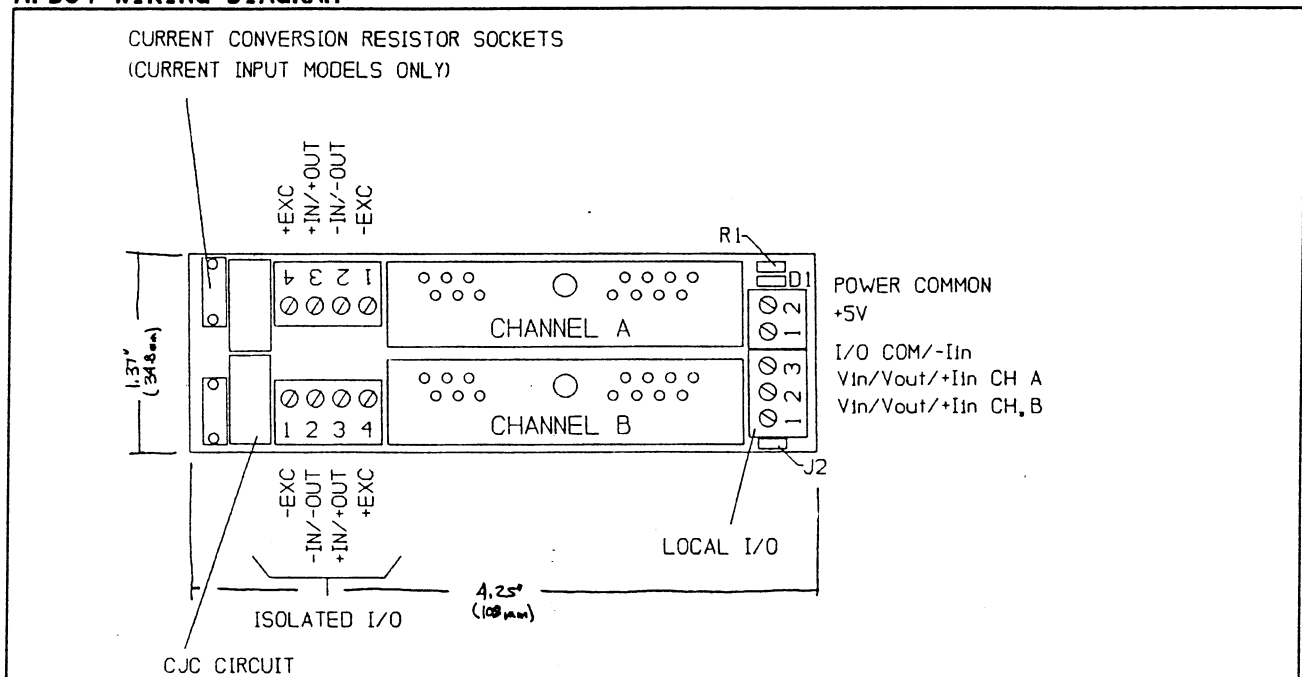 CURRENT CONVERSION RESISTOR SOCKETS
(CURRENT INPUT MODELS ONLY)
+EXC
+IN/+OUT
-IN/-OUT
-EXC
R1
D1
4 3 2 1
CHANNEL A
2
1
POWER COMMON
+5V
1.37"
(34.8mm)
3
2
1
I/O COM/-Iin
Vin/Vout/+Iin CH A
Vin/Vout/+Iin CH. B
1 2 3 4
CHANNEL B
J2
-EXC
-IN/-OUT
+IN/+OUT
+EXC
LOCAL I/O
4.25"
(108mm)
ISOLATED I/O
CJC CIRCUIT